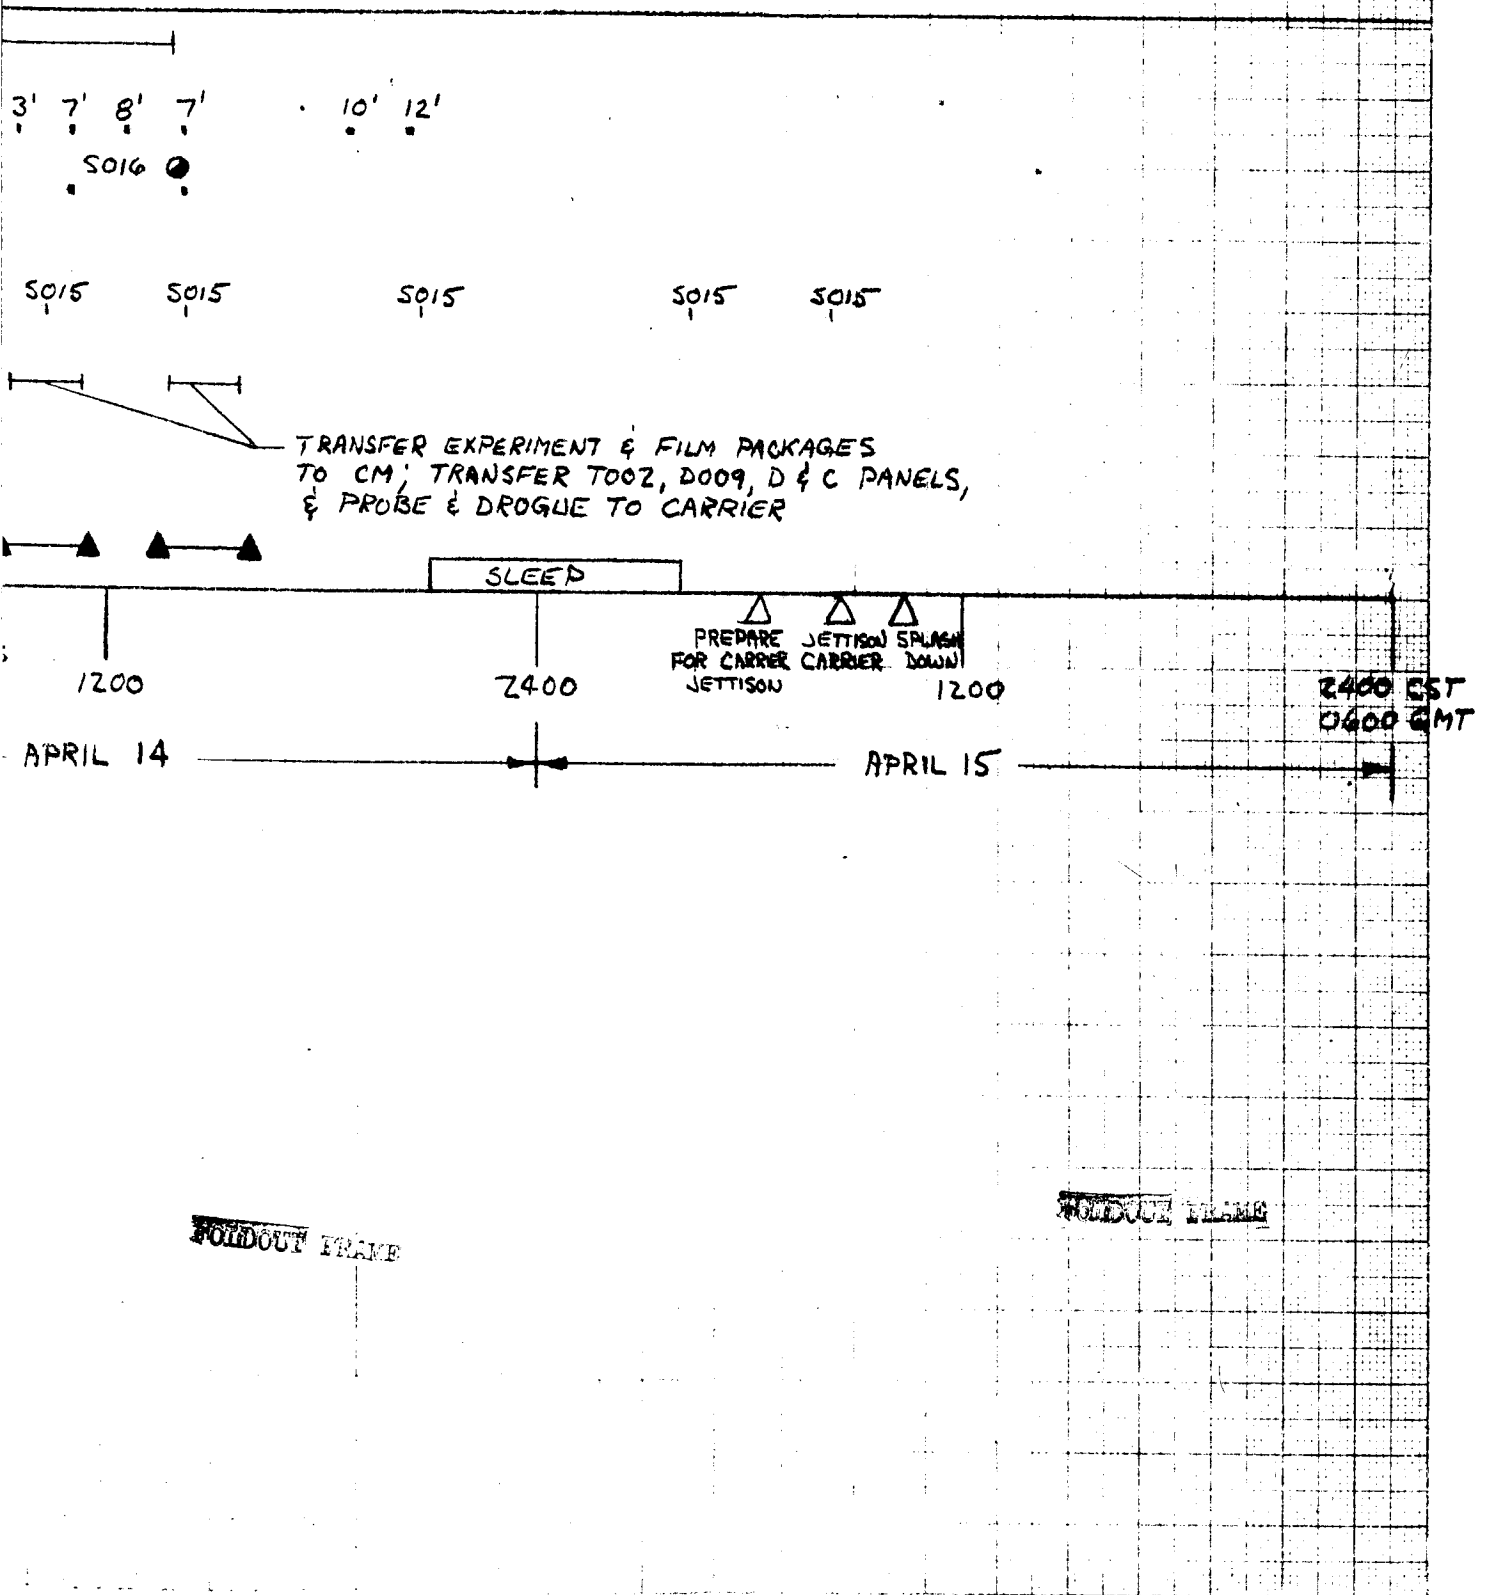 3' 7' 8' 7' 10' 12'
S016
S015 S015 S015 S015 S015
TRANSFER EXPERIMENT & FILM PACKAGES
TO CM; TRANSFER T002, D009, D & C PANELS,
& PROBE & DROGUE TO CARRIER
SLEEP
PREPARE
FOR CARRIER
JETTISON
JETTISON
CARRIER
SPLASH
DOWN
1200 2400 1200 2400 EST
0600 GMT
APRIL 14 APRIL 15
FOLDOUT FRAME
FOLDOUT FRAME